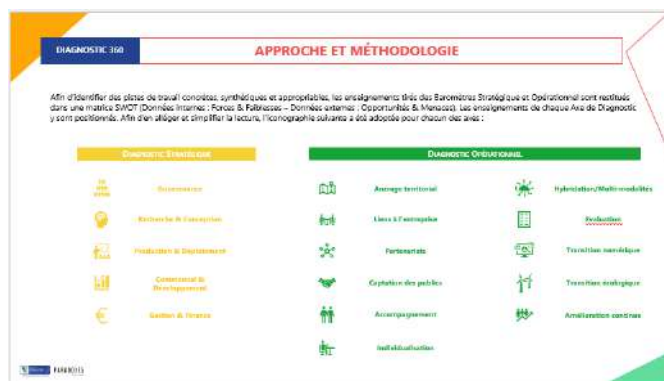 DIAGNOSTIC 360
APPROCHE ET MÉTHODOLOGIE
Afin d'identifier des pistes de travail concrètes, synthétiques et appropriables, les enseignements tirés des Baromètres Stratégique et Opérationnel sont restitués
dans une matrice SWOT (Données internes : Forces & Faiblesses – Données externes : Opportunités & Menaces). Les enseignements de chaque Axe de Diagnostic
y sont positionnés. Afin d'en alléger et simplifier la lecture, l'iconographie suivante a été adoptée pour chacun des axes :
DIAGNOSTIC STRATÉGIQUE
Gouvernance
Recherche & Conception
Production & Déploiement
Commercial &
Développement
Gestion & Finance
DIAGNOSTIC OPÉRATIONNEL
Ancrage territorial
Liens à l'entreprise
Partenariats
Captation des publics
Accompagnement
Individualisation
Hybridation/Multimodalités
Evaluation
Transition numérique
Transition écologique
Amélioration continue